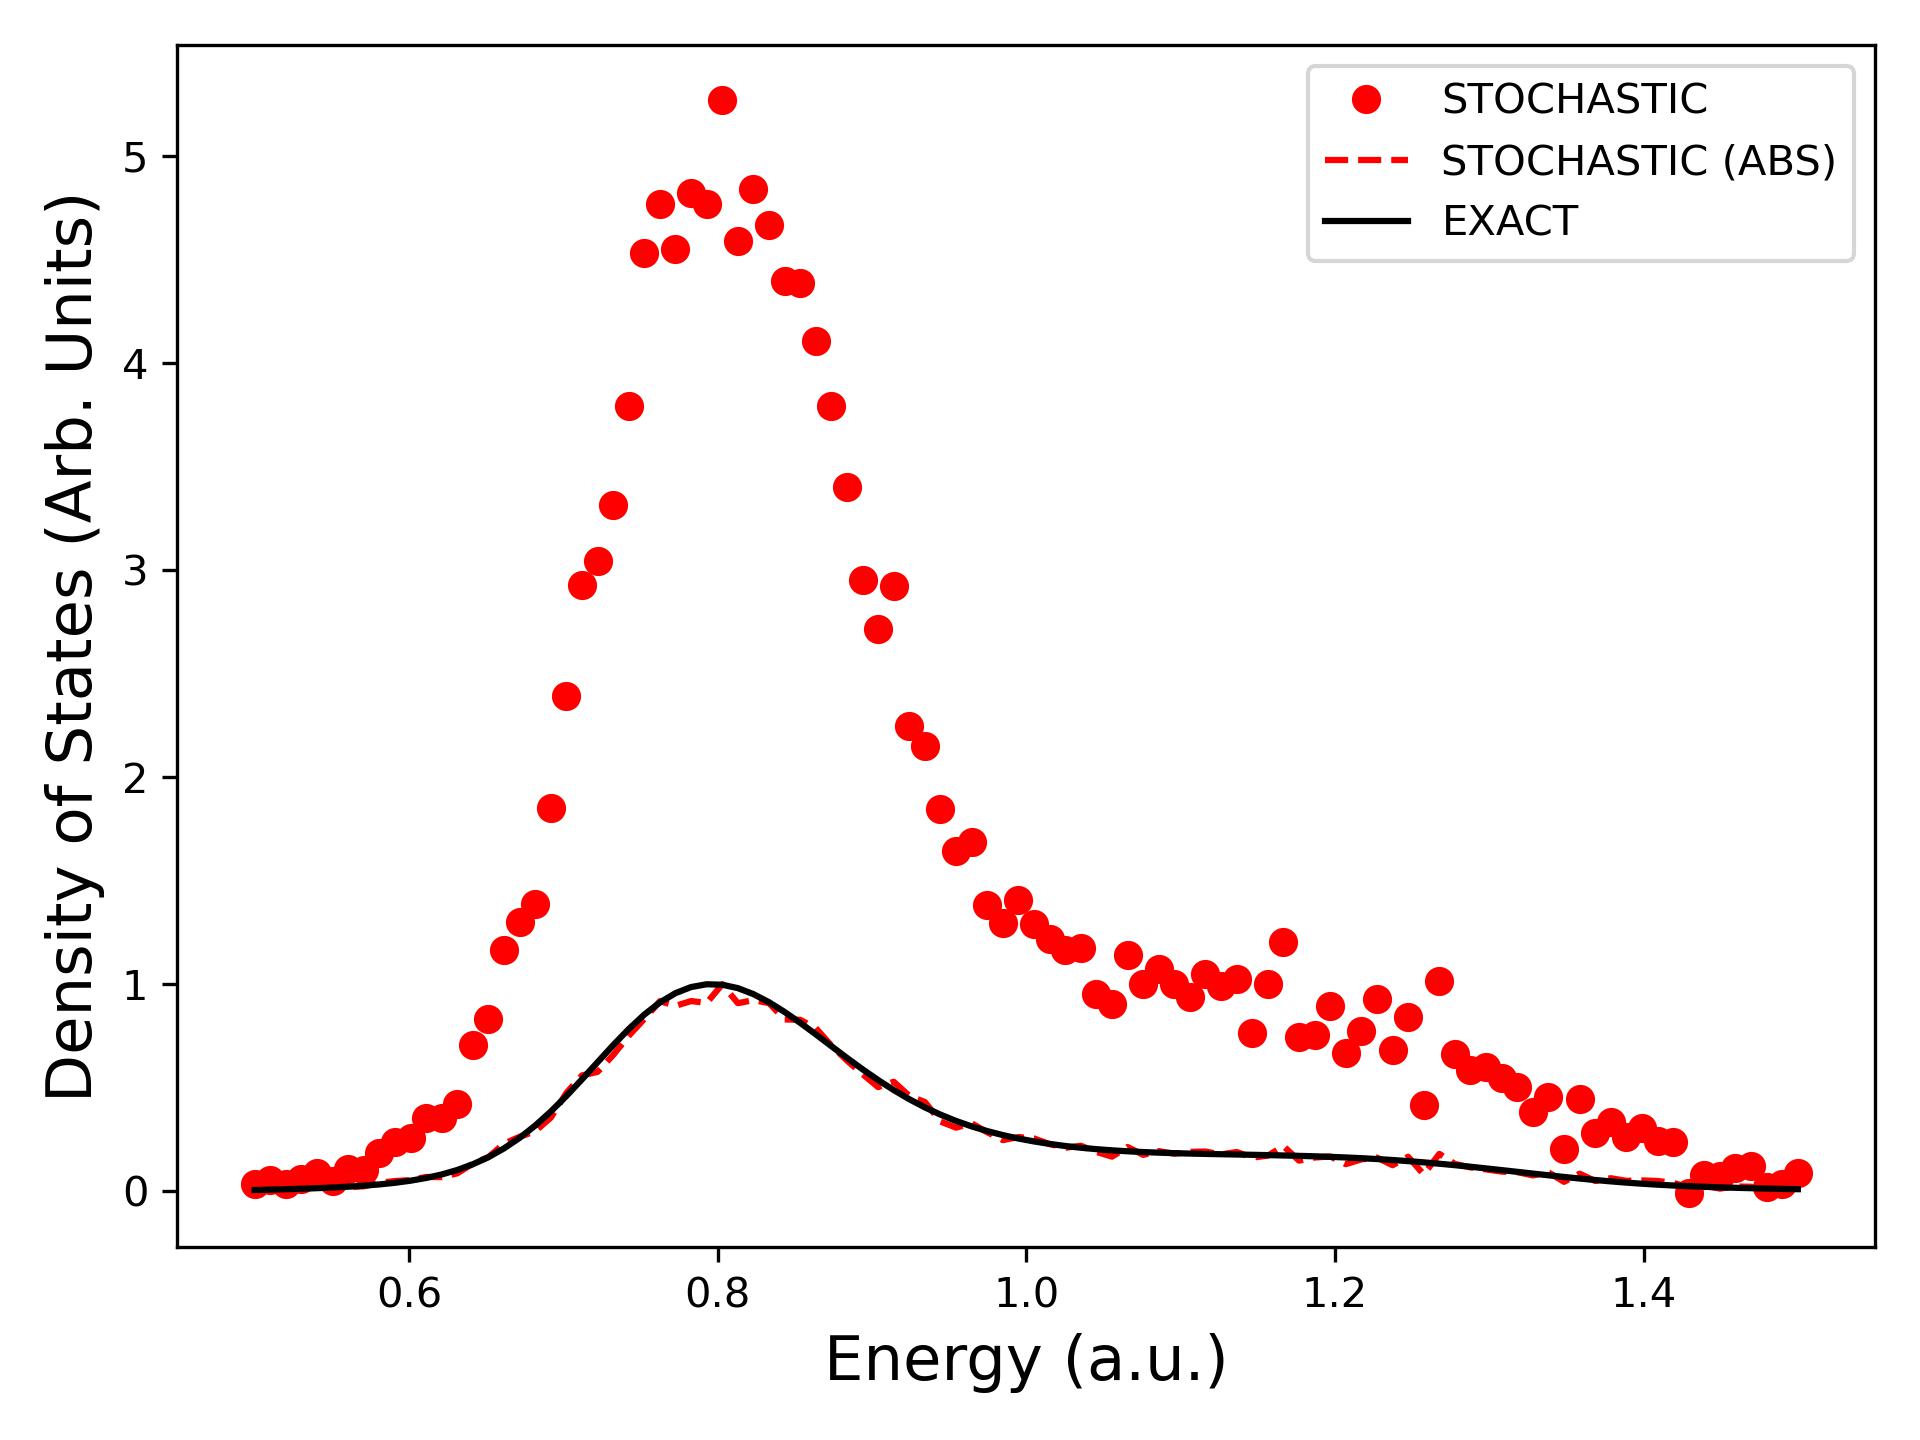 STOCHASTIC
STOCHASTIC (ABS)
EXACT
Density of States (Arb. Units)
5
4
3
2
1
0
0.6 0.8 1.0 1.2 1.4
Energy (a.u.)